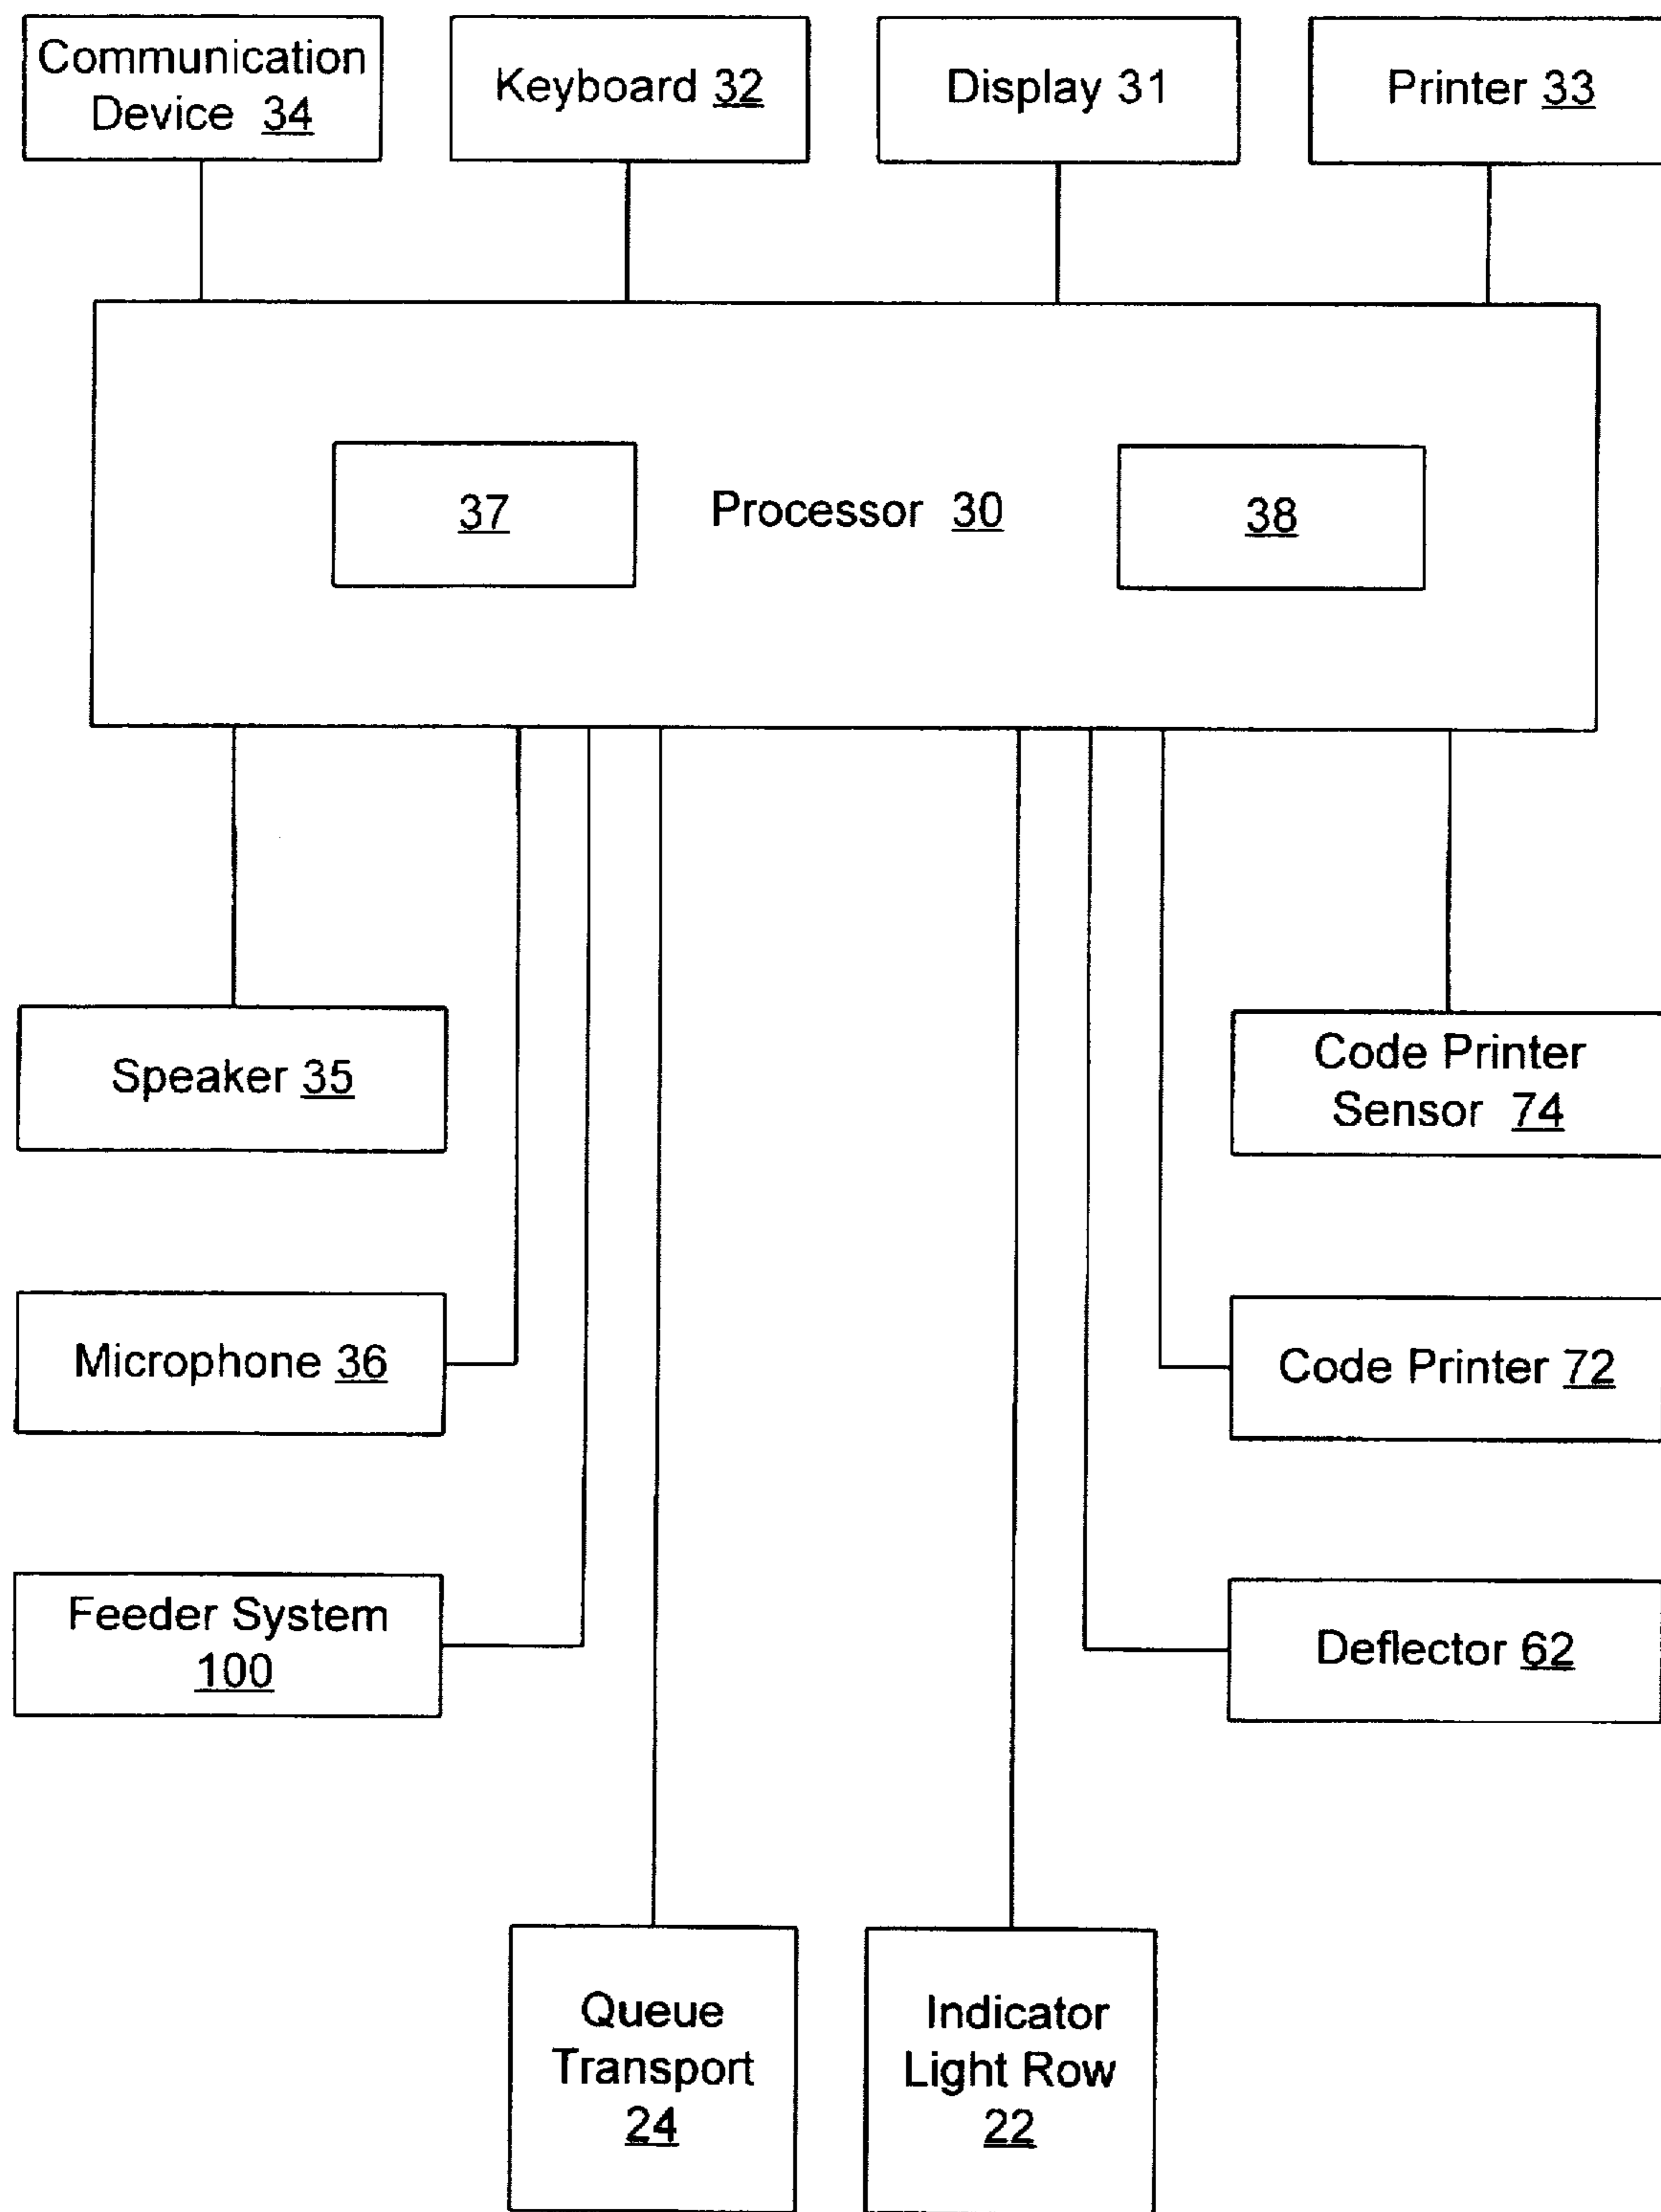 Communication
Device 34
Keyboard 32
Display 31
Printer 33
37
Processor 30
38
Speaker 35
Code Printer
Sensor 74
Microphone 36
Code Printer 72
Feeder System
100
Deflector 62
Queue
Transport
24
Indicator
Light Row
22